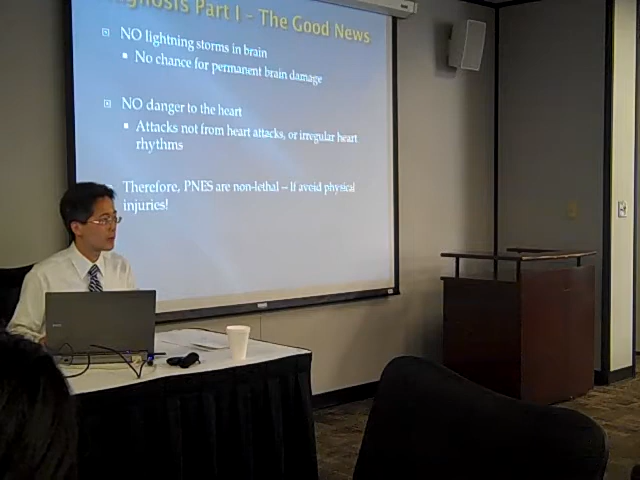 gnosis Part I – The Good News
NO lightning storms in brain
No chance for permanent brain damage
NO danger to the heart
Attacks not from heart attacks, or irregular heart
rhythms
Therefore, PNES are non-lethal – If avoid physical
injuries!